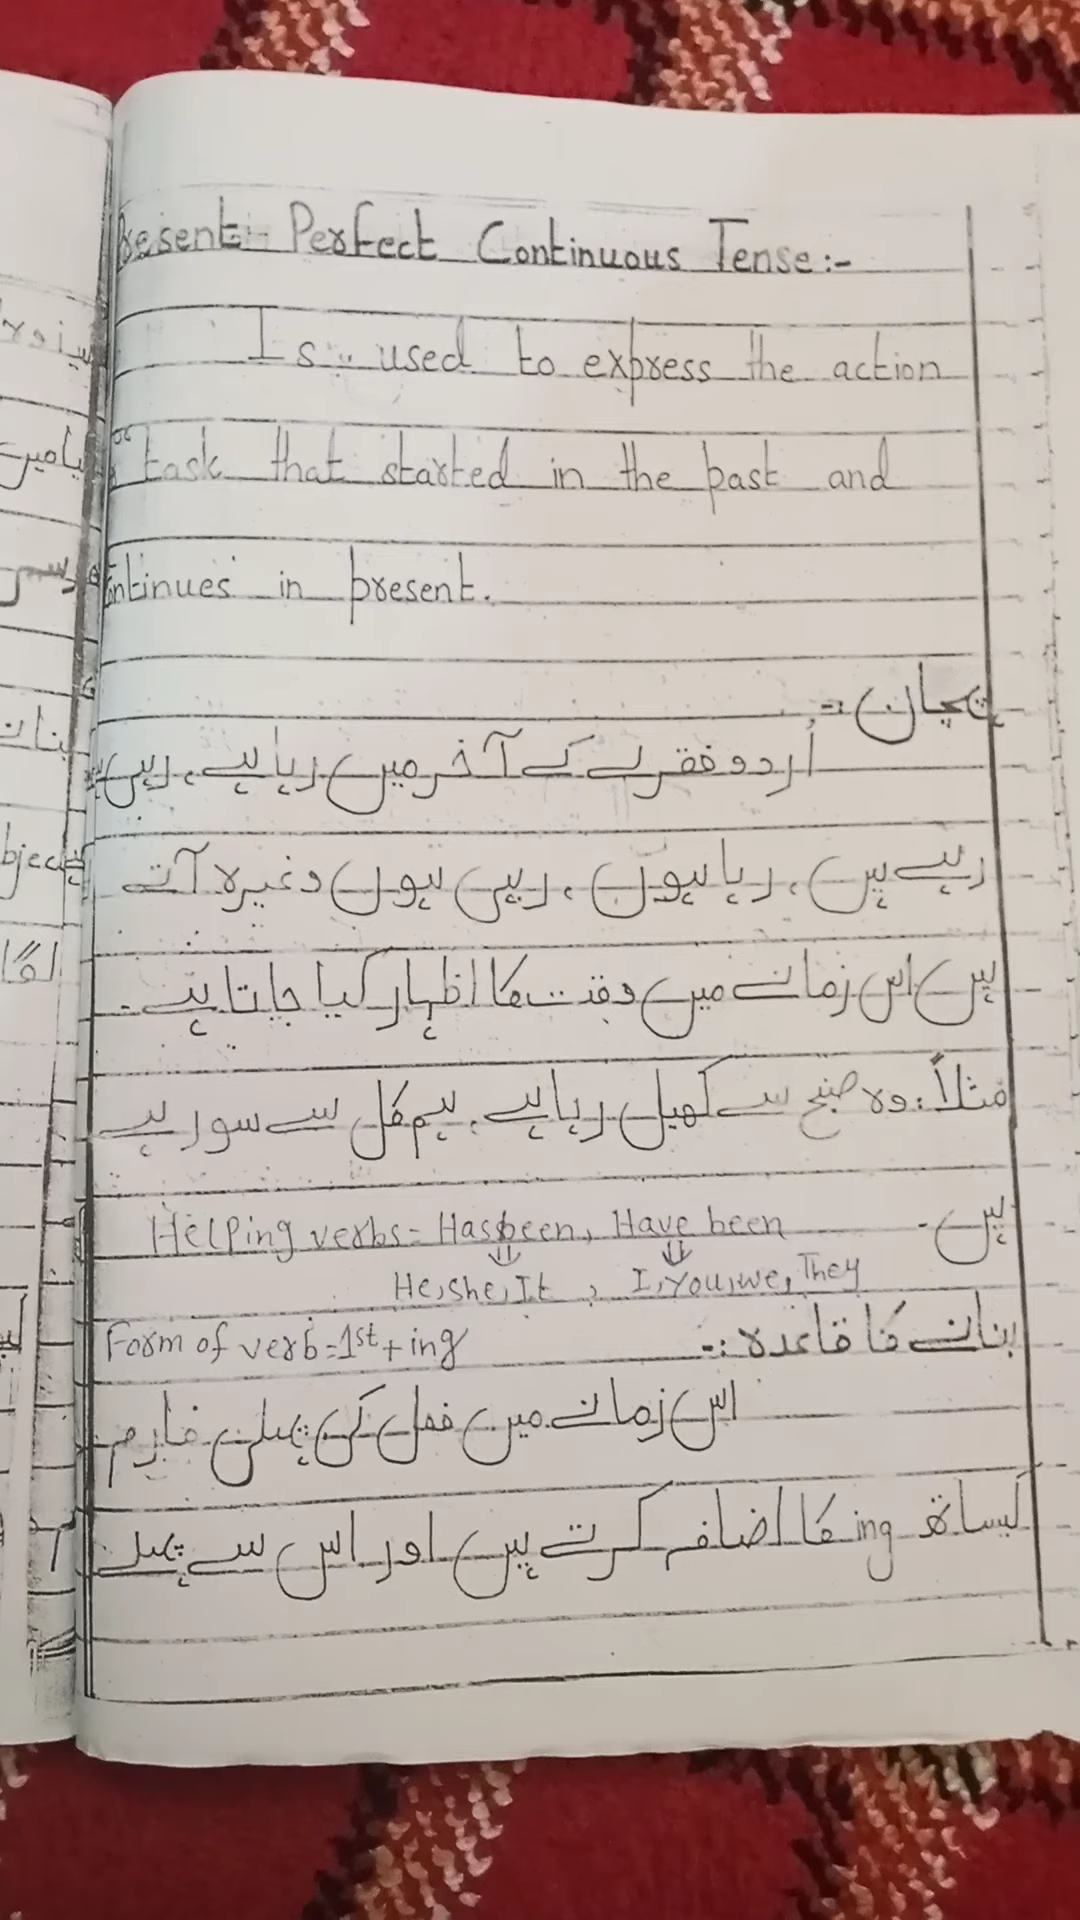 Present Perfect Continuous Tense:-
Is used to express the action
or task that started in the past and
continues in present.
پہچان :-
اُردو فقرے کے آخر میں رہا ہے، رہی ہے
رہے ہیں، رہا ہوں، رہی ہوں وغیرہ آتے
ہیں اس زمانے میں وقت کا اظہار کیا جاتا ہے۔
مثلاً: وہ صبح سے کھیل رہا ہے، ہم کل سے سو رہے
ہیں۔
Helping verbs = Has been, Have been
He, she, It , I, You, we, They
Form of verb = 1st + ing
بنانے کا قاعدہ :-
اس زمانے میں فعل کی پہلی فارم
کیساتھ ing کا اضافہ کرتے ہیں اور اس سے پہلے